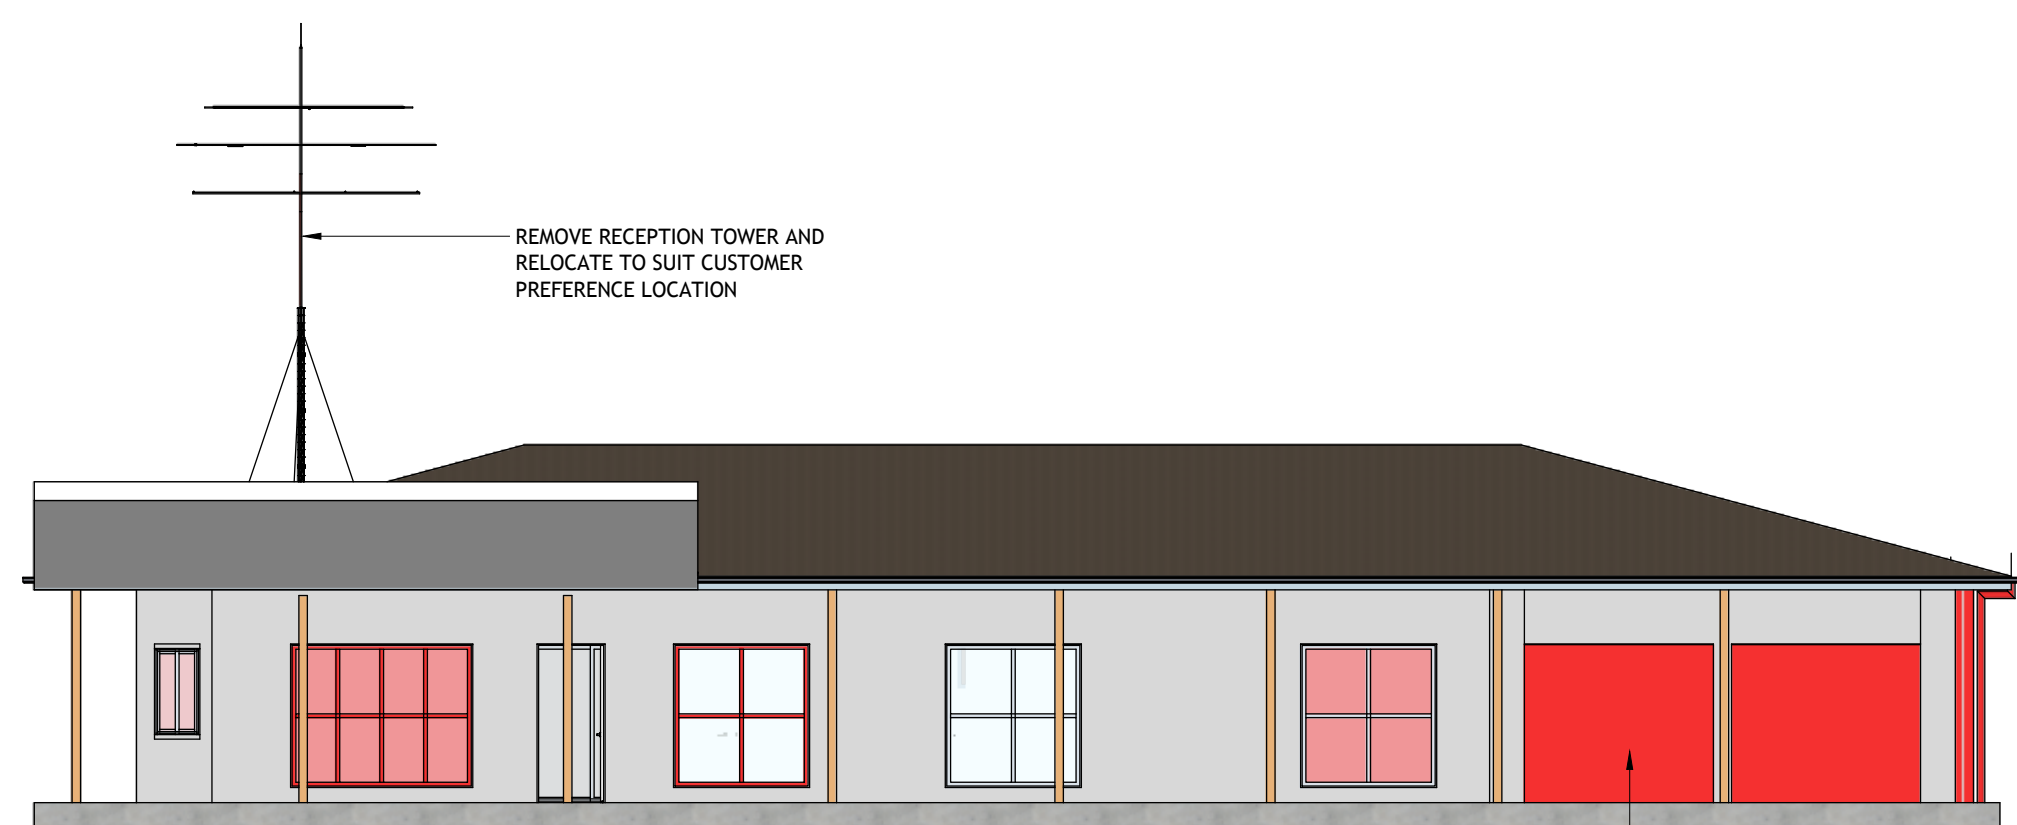 REMOVE RECEPTION TOWER AND
RELOCATE TO SUIT CUSTOMER
PREFERENCE LOCATION